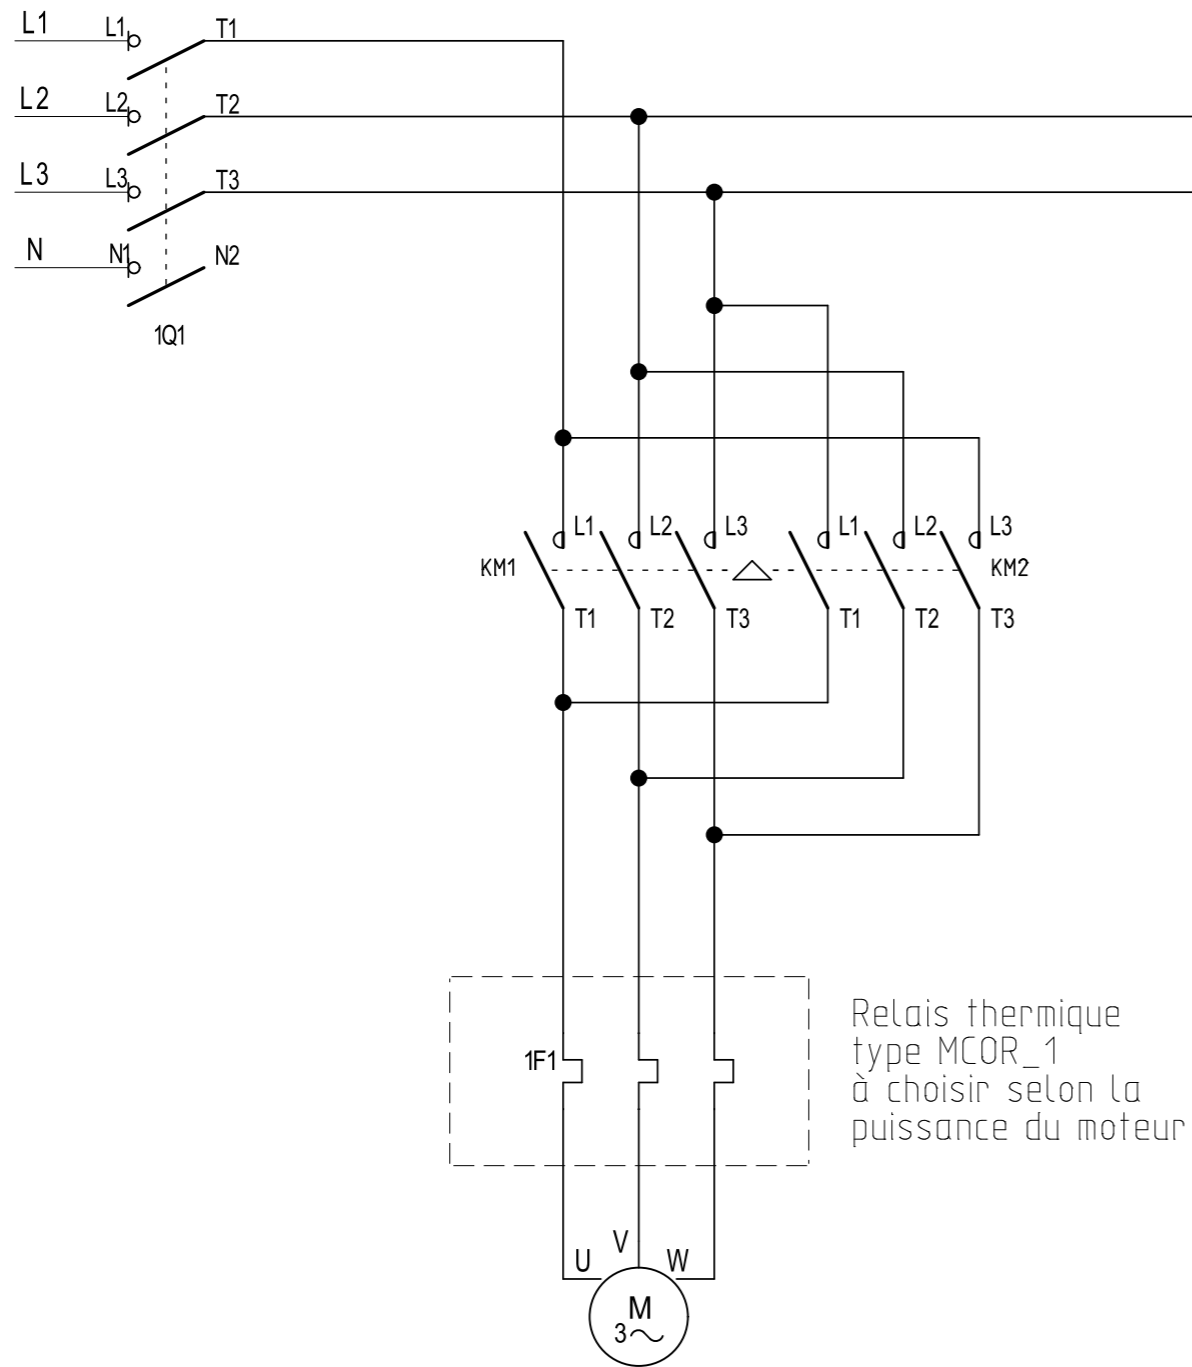 L1 L1 T1
L2 L2 T2
L3 L3 T3
N N1 N2
1Q1
L1 L2 L3 L1 L2 L3
KM1 KM2
T1 T2 T3 T1 T2 T3
Relais thermique
type MCOR_1
à choisir selon la
puissance du moteur
1F1
U V W
M
3~